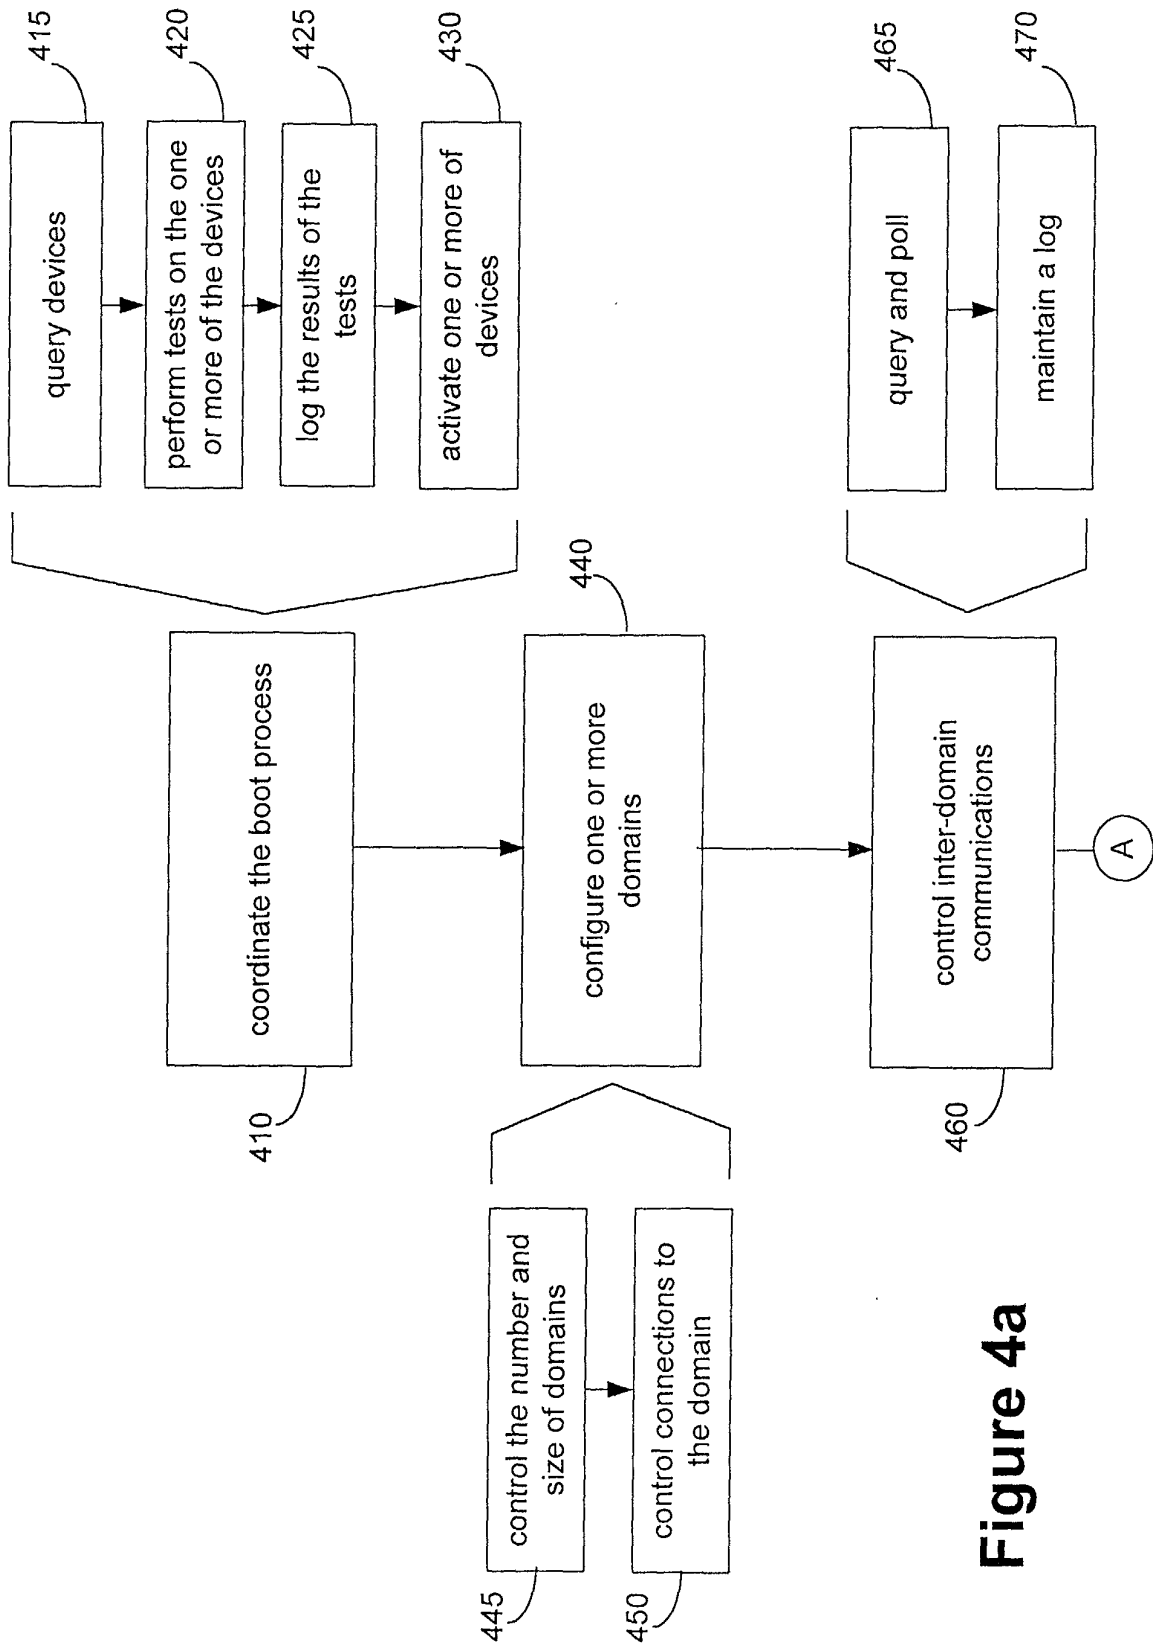 415
query devices
420
perform tests on the one
or more of the devices
425
log the results of the
tests
430
activate one or more of
devices
410
coordinate the boot process
440
configure one or more
domains
445
control the number and
size of domains
450
control connections to
the domain
460
control inter-domain
communications
465
query and poll
470
maintain a log
A
Figure 4a